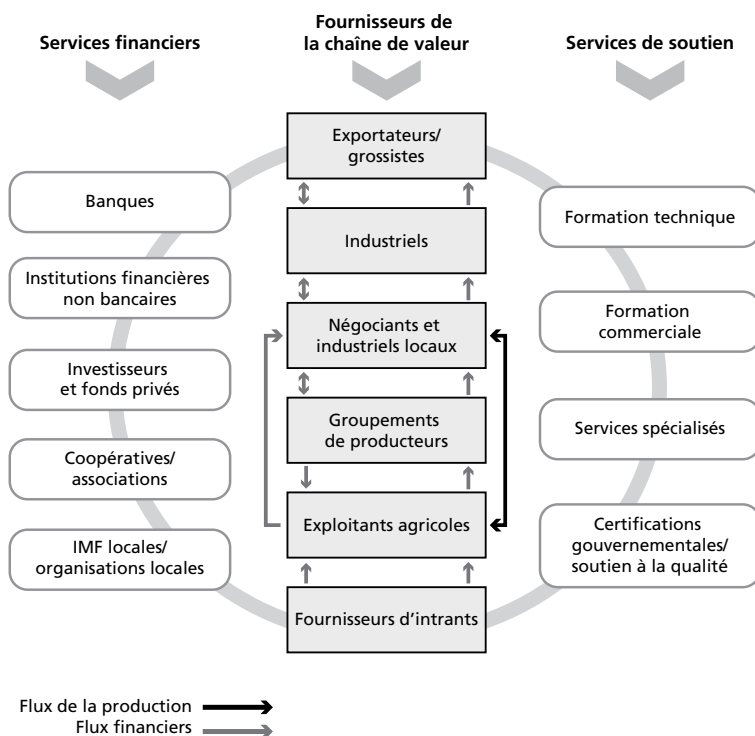 Services financiers
Fournisseurs de
la chaîne de valeur
Services de soutien
Exportateurs/
grossistes
Industriels
Négociants et
industriels locaux
Groupements
de producteurs
Exploitants agricoles
Fournisseurs d’intrants
Banques
Institutions financières
non bancaires
Investisseurs
et fonds privés
Coopératives/
associations
IMF locales/
organisations locales
Formation technique
Formation
commerciale
Services spécialisés
Certifications
gouvernementales/
soutien à la qualité
Flux de la production
Flux financiers